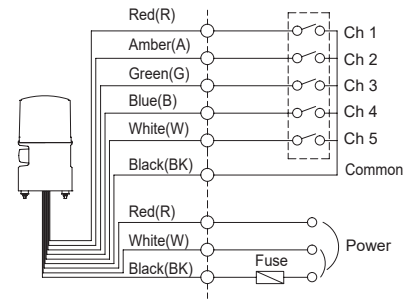 Red(R)
Ch 1
Amber(A)
Ch 2
Green(G)
Ch 3
Blue(B)
Ch 4
White(W)
Ch 5
Black(BK)
Common
Red(R)
White(W)
Power
Black(BK)
Fuse